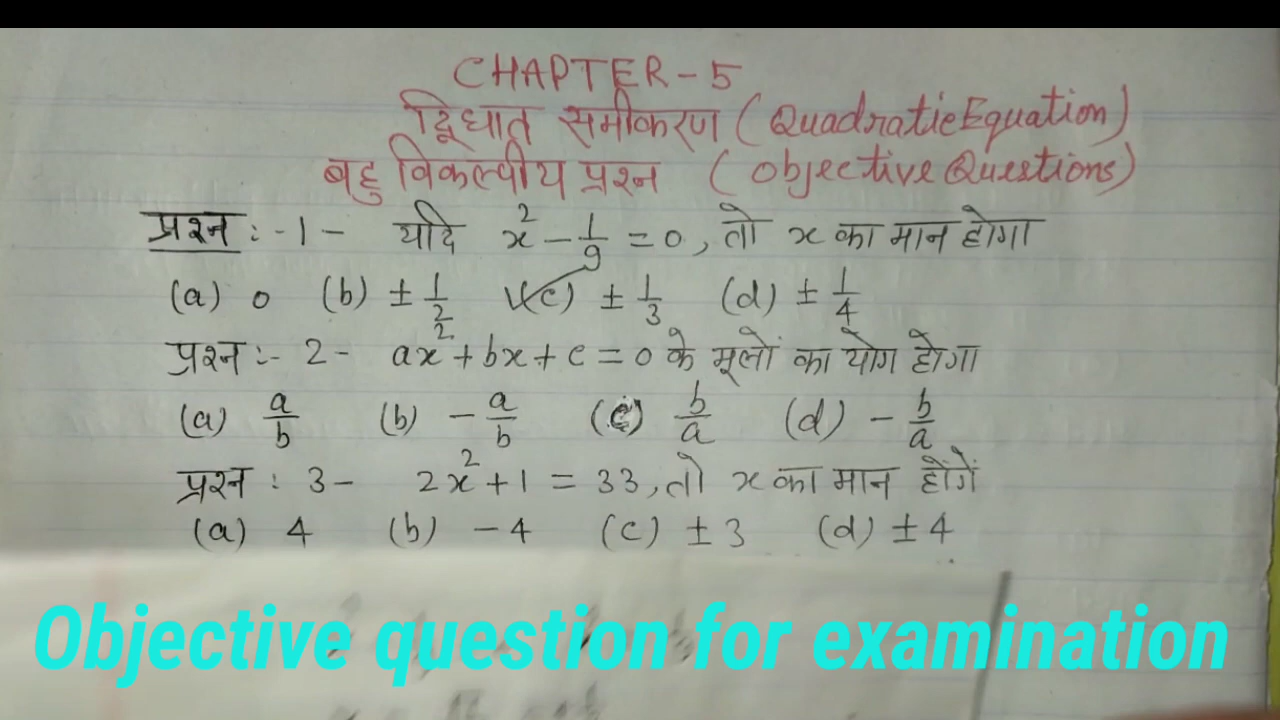 CHAPTER-5
द्विघात समीकरण (Quadratic Equation)
बहु विकल्पीय प्रश्न (Objective Questions)
प्रश्न :-1- यदि x² - 1/9 = 0, तो x का मान होगा
(a) 0 (b) ± 1/2 (c) ± 1/3 (d) ± 1/4
प्रश्न :- 2- ax² + bx + c = 0 के मूलों का योग होगा
(a) a/b (b) - a/b (c) b/a (d) - b/a
प्रश्न : 3- 2x² + 1 = 33, तो x का मान होंगें
(a) 4 (b) -4 (c) ±3 (d) ±4
Objective question for examination